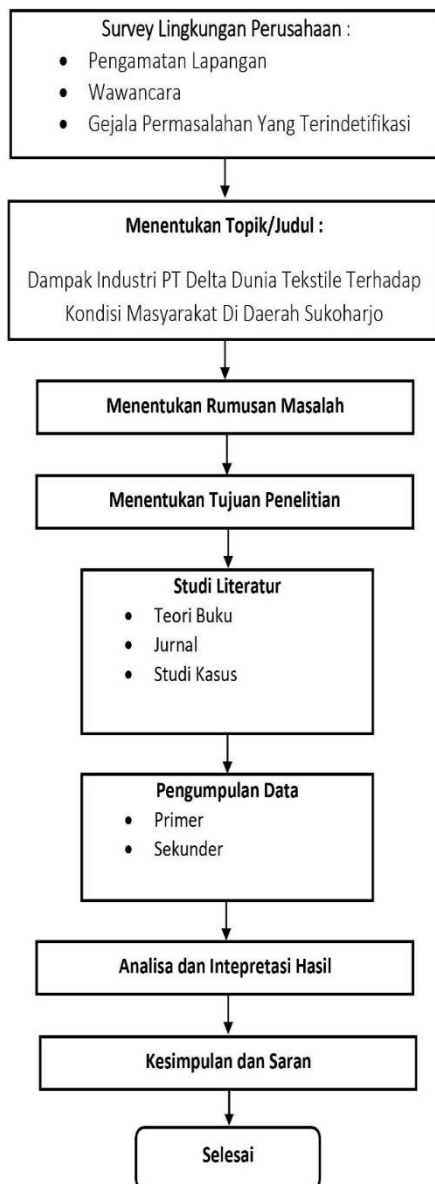 Survey Lingkungan Perusahaan :
• Pengamatan Lapangan
• Wawancara
• Gejala Permasalahan Yang Terindetifikasi
Menentukan Topik/Judul :
Dampak Industri PT Delta Dunia Tekstile Terhadap
Kondisi Masyarakat Di Daerah Sukoharjo
Menentukan Rumusan Masalah
Menentukan Tujuan Penelitian
Studi Literatur
• Teori Buku
• Jurnal
• Studi Kasus
Pengumpulan Data
• Primer
• Sekunder
Analisa dan Intepretasi Hasil
Kesimpulan dan Saran
Selesai